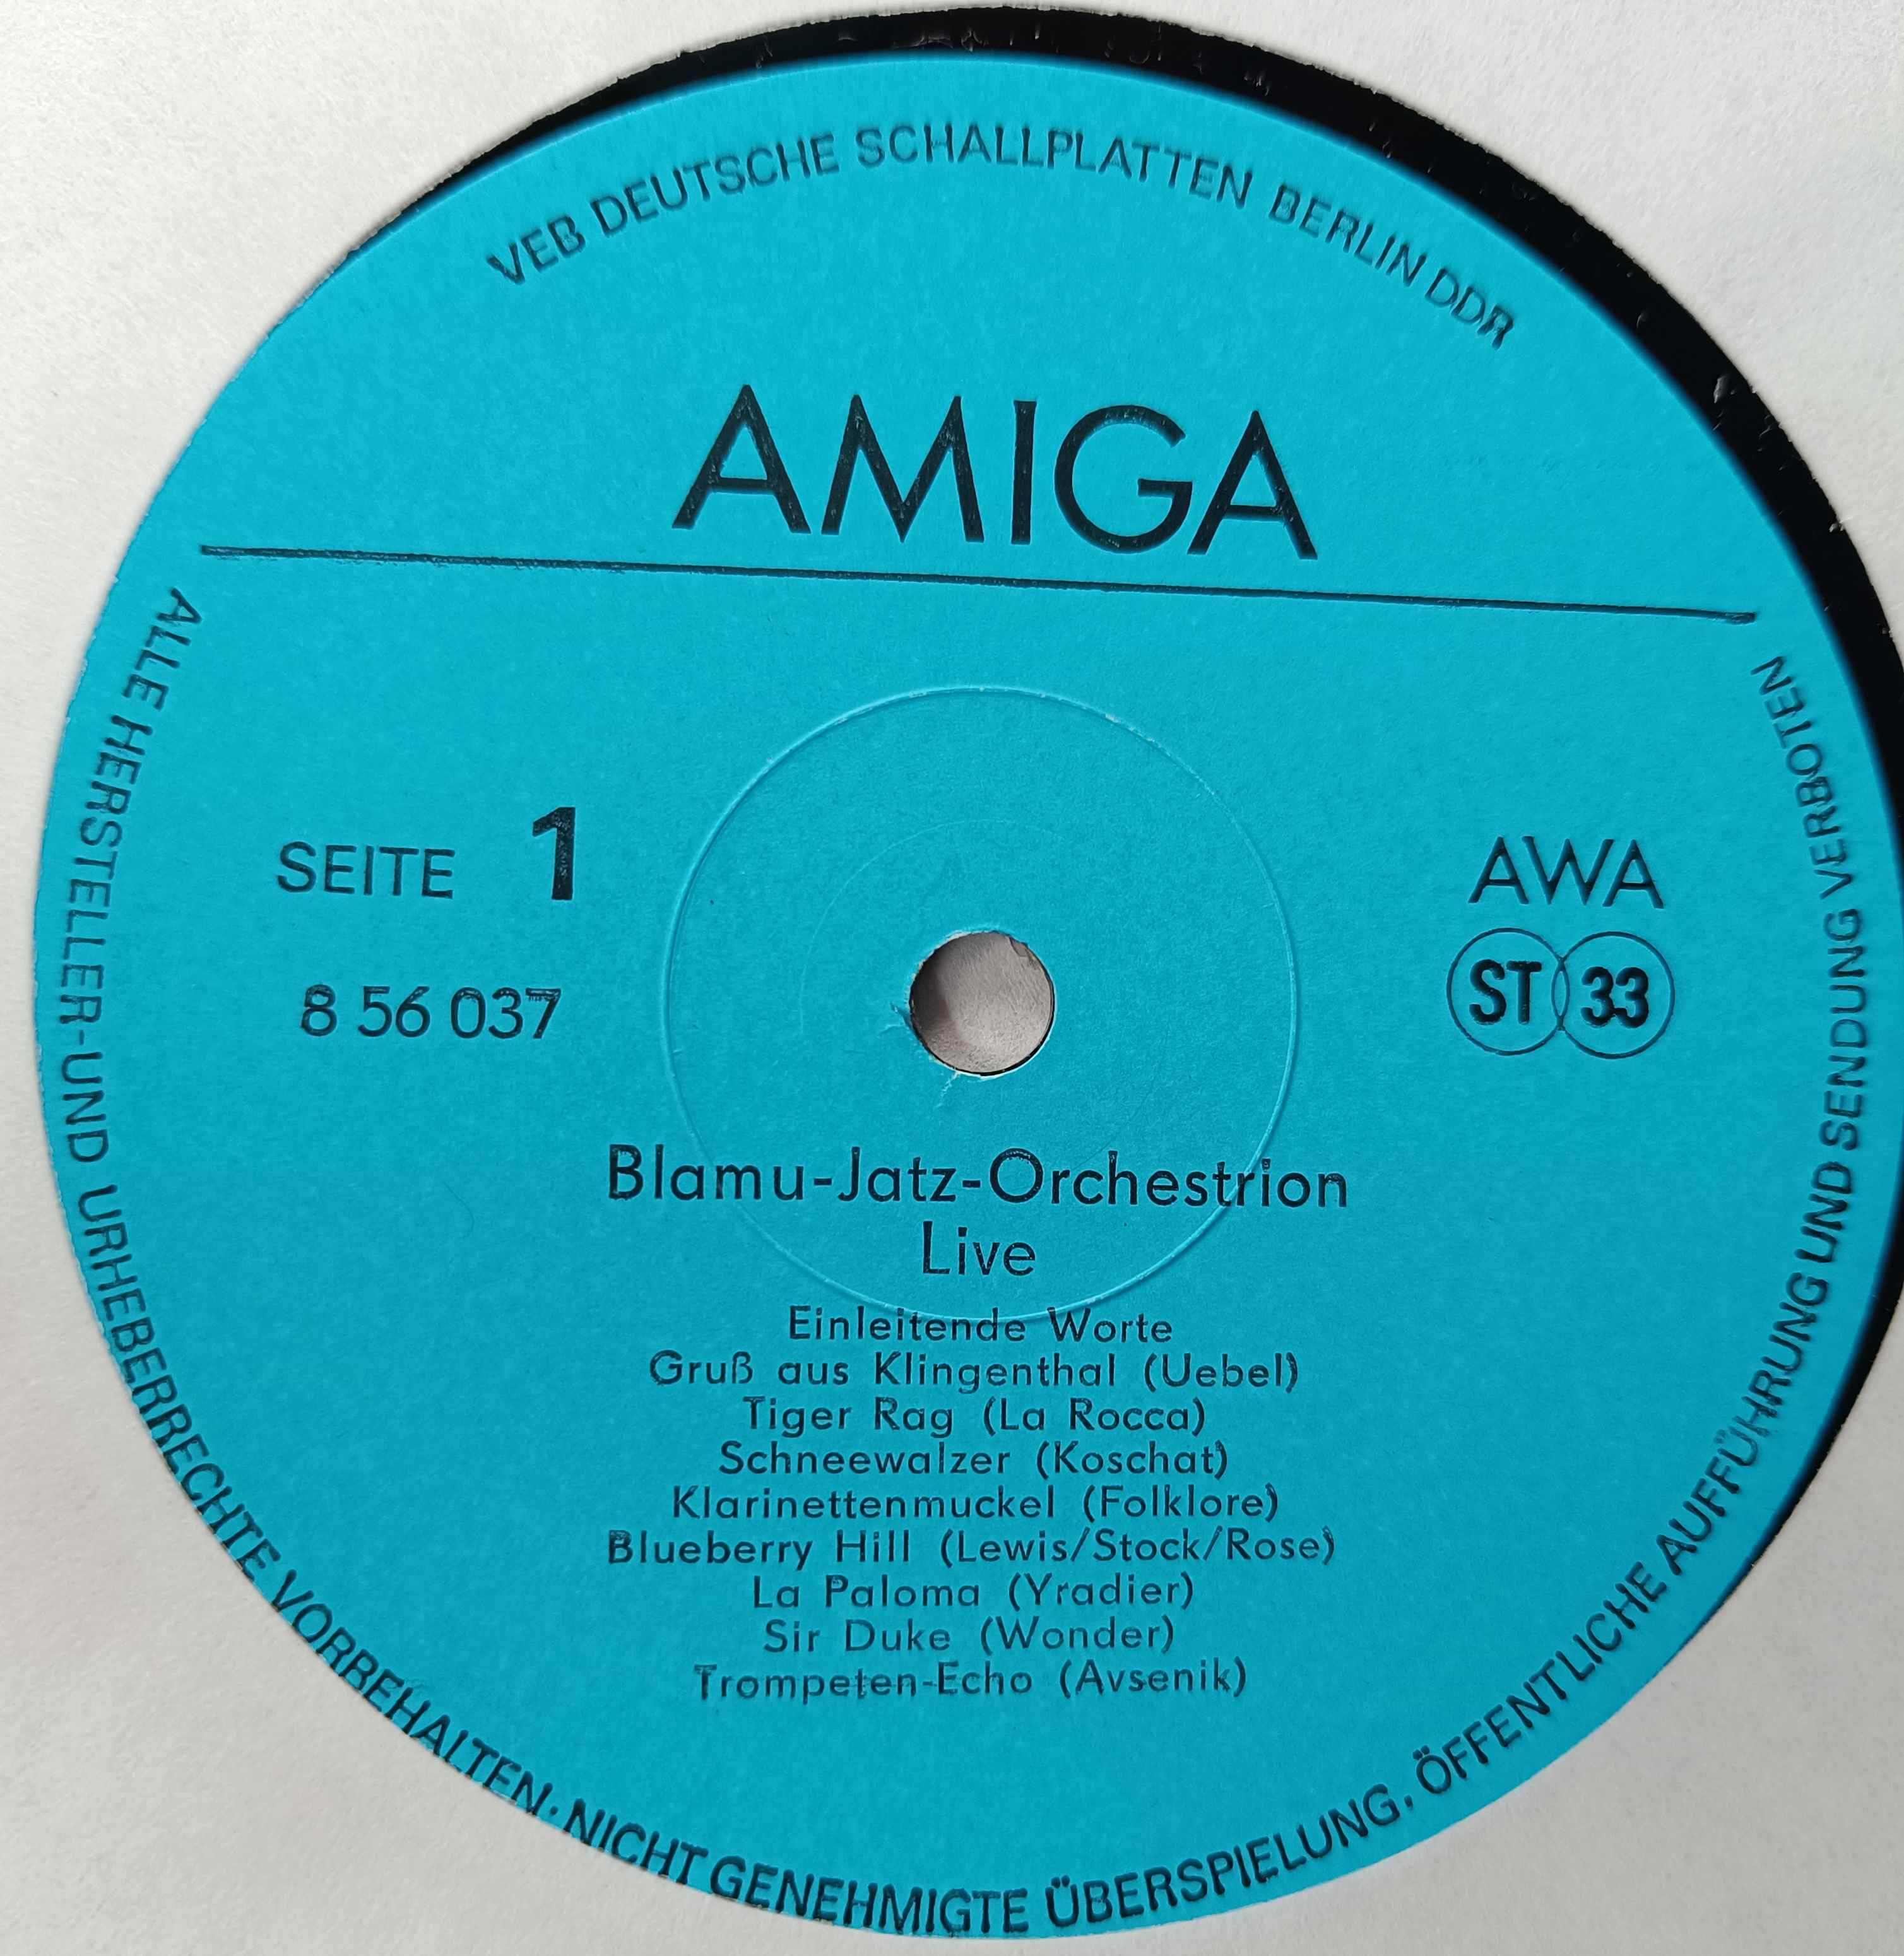 VEB DEUTSCHE SCHALLPLATTEN BERLIN DDR
AMIGA
SEITE 1
8 56 037
AWA
ST 33
Blamu-Jatz-Orchestrion
Live
Einleitende Worte
Gruß aus Klingenthal (Uebel)
Tiger Rag (La Rocca)
Schneewalzer (Koschat)
Klarinettenmuckel (Folklore)
Blueberry Hill (Lewis/Stock/Rose)
La Paloma (Yradier)
Sir Duke (Wonder)
Trompeten-Echo (Avsenik)
ALLE HERSTELLER-UND URHEBERRECHTE VORBEHALTEN· NICHT GENEHMIGTE ÜBERSPIELUNG, ÖFFENTLICHE AUFFÜHRUNG UND SENDUNG VERBOTEN